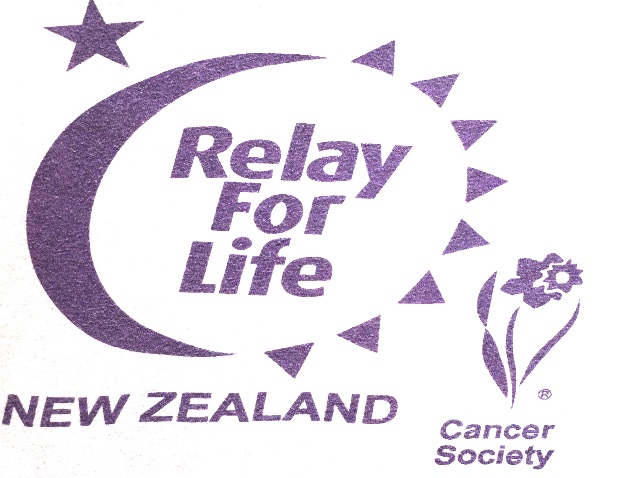 Relay
For
Life
NEW ZEALAND
®
Cancer
Society